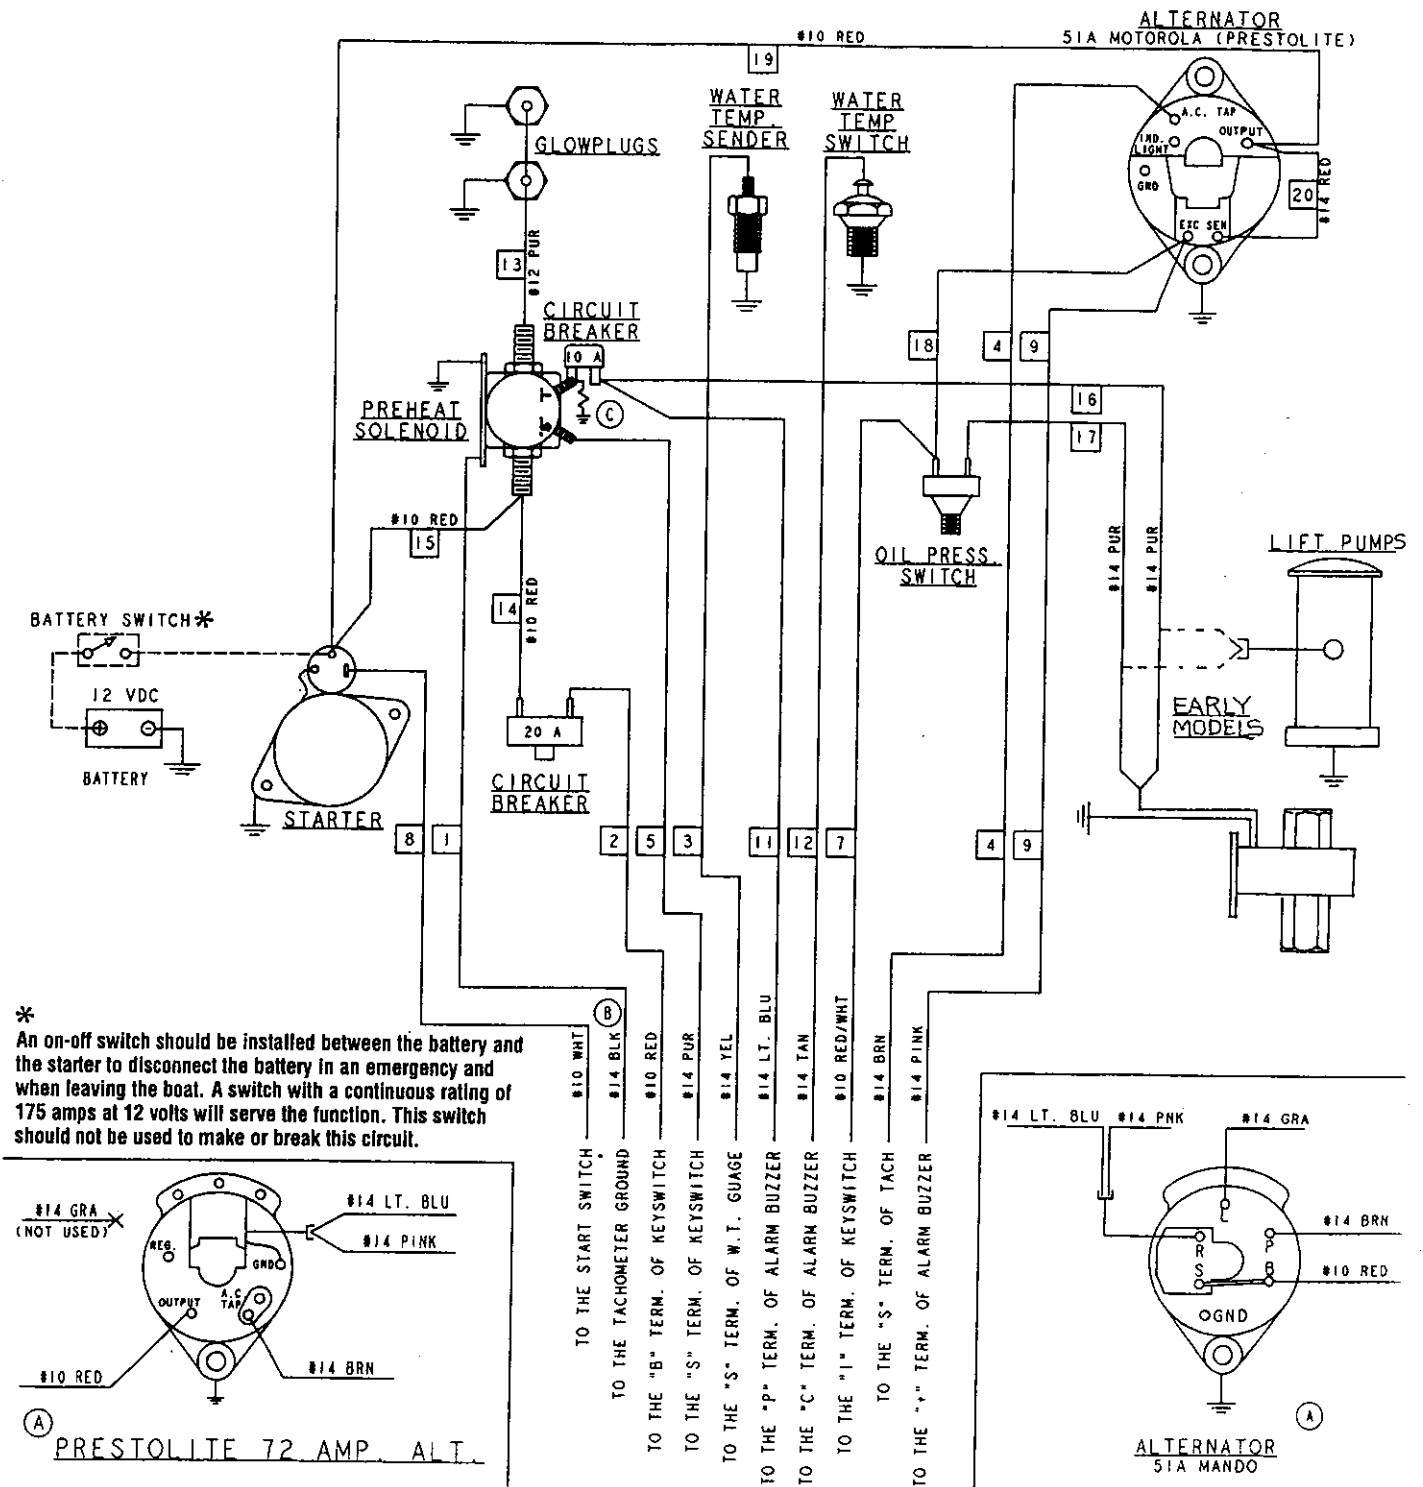 ALTERNATOR
51A MOTOROLA (PRESTOLITE)
#10 RED
19
WATER
TEMP.
SENDER
WATER
TEMP
SWITCH
A.C. TAP
OUTPUT
IND.
LIGHT
GRD
EXC SEN
20
#14 RED
GLOWPLUGS
13
#12 PUR
CIRCUIT
BREAKER
10 A
C
PREHEAT
SOLENOID
I
S
18
4
9
16
17
#10 RED
15
14
#10 RED
OIL PRESS.
SWITCH
#14 PUR
#14 PUR
LIFT PUMPS
EARLY
MODELS
BATTERY SWITCH*
12 VDC
+
-
BATTERY
STARTER
20 A
CIRCUIT
BREAKER
8
1
2
5
3
11
12
7
4
9
*
An on-off switch should be installed between the battery and
the starter to disconnect the battery in an emergency and
when leaving the boat. A switch with a continuous rating of
175 amps at 12 volts will serve the function. This switch
should not be used to make or break this circuit.
B
#10 WHT
#14 BLK
#10 RED
#14 PUR
#14 YEL
#14 LT. BLU
#14 TAN
#10 RED/WHT
#14 BRN
#14 PINK
TO THE START SWITCH
TO THE TACHOMETER GROUND
TO THE "B" TERM. OF KEYSWITCH
TO THE "S" TERM. OF KEYSWITCH
TO THE "S" TERM. OF W.T. GUAGE
TO THE "P" TERM. OF ALARM BUZZER
TO THE "C" TERM. OF ALARM BUZZER
TO THE "I" TERM. OF KEYSWITCH
TO THE "S" TERM. OF TACH
TO THE "+" TERM. OF ALARM BUZZER
#14 GRA
(NOT USED)
#14 LT. BLU
#14 PINK
REG.
GND
OUTPUT
A.C.
TAP
#10 RED
#14 BRN
A
PRESTOLITE 72 AMP. ALT.
#14 LT. BLU
#14 PNK
#14 GRA
L
R
P
S
B
GND
#14 BRN
#10 RED
A
ALTERNATOR
51A MANDO